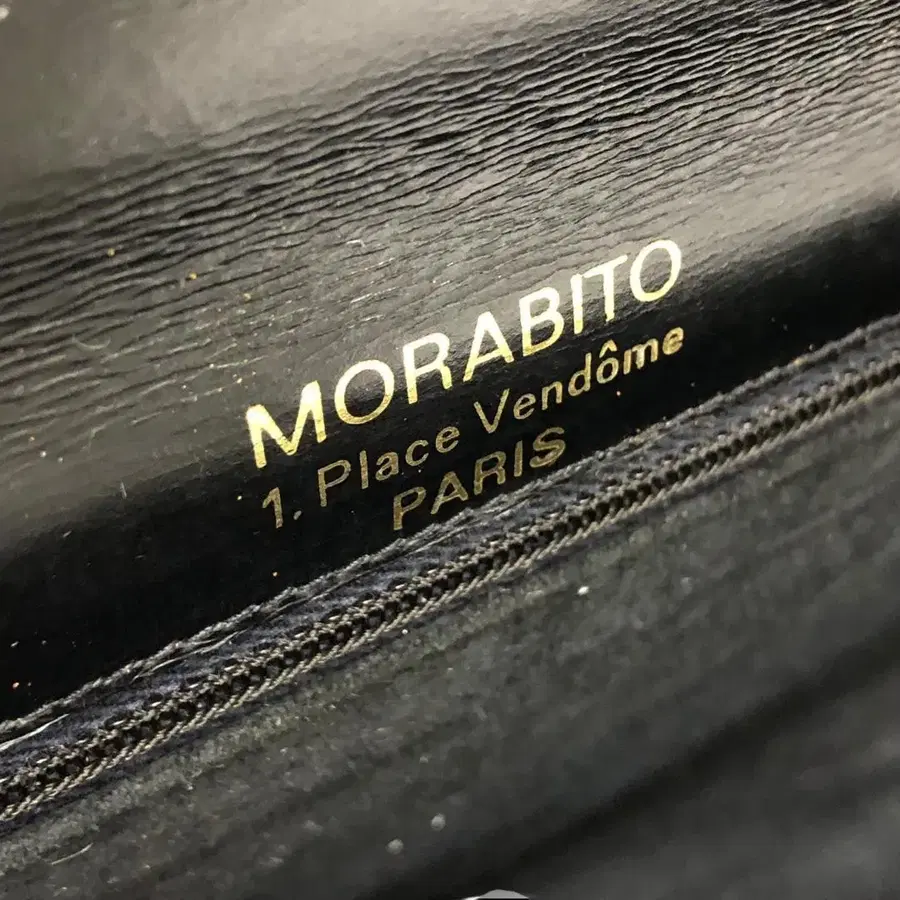 MORABITO
1. Place Vendôme
PARIS